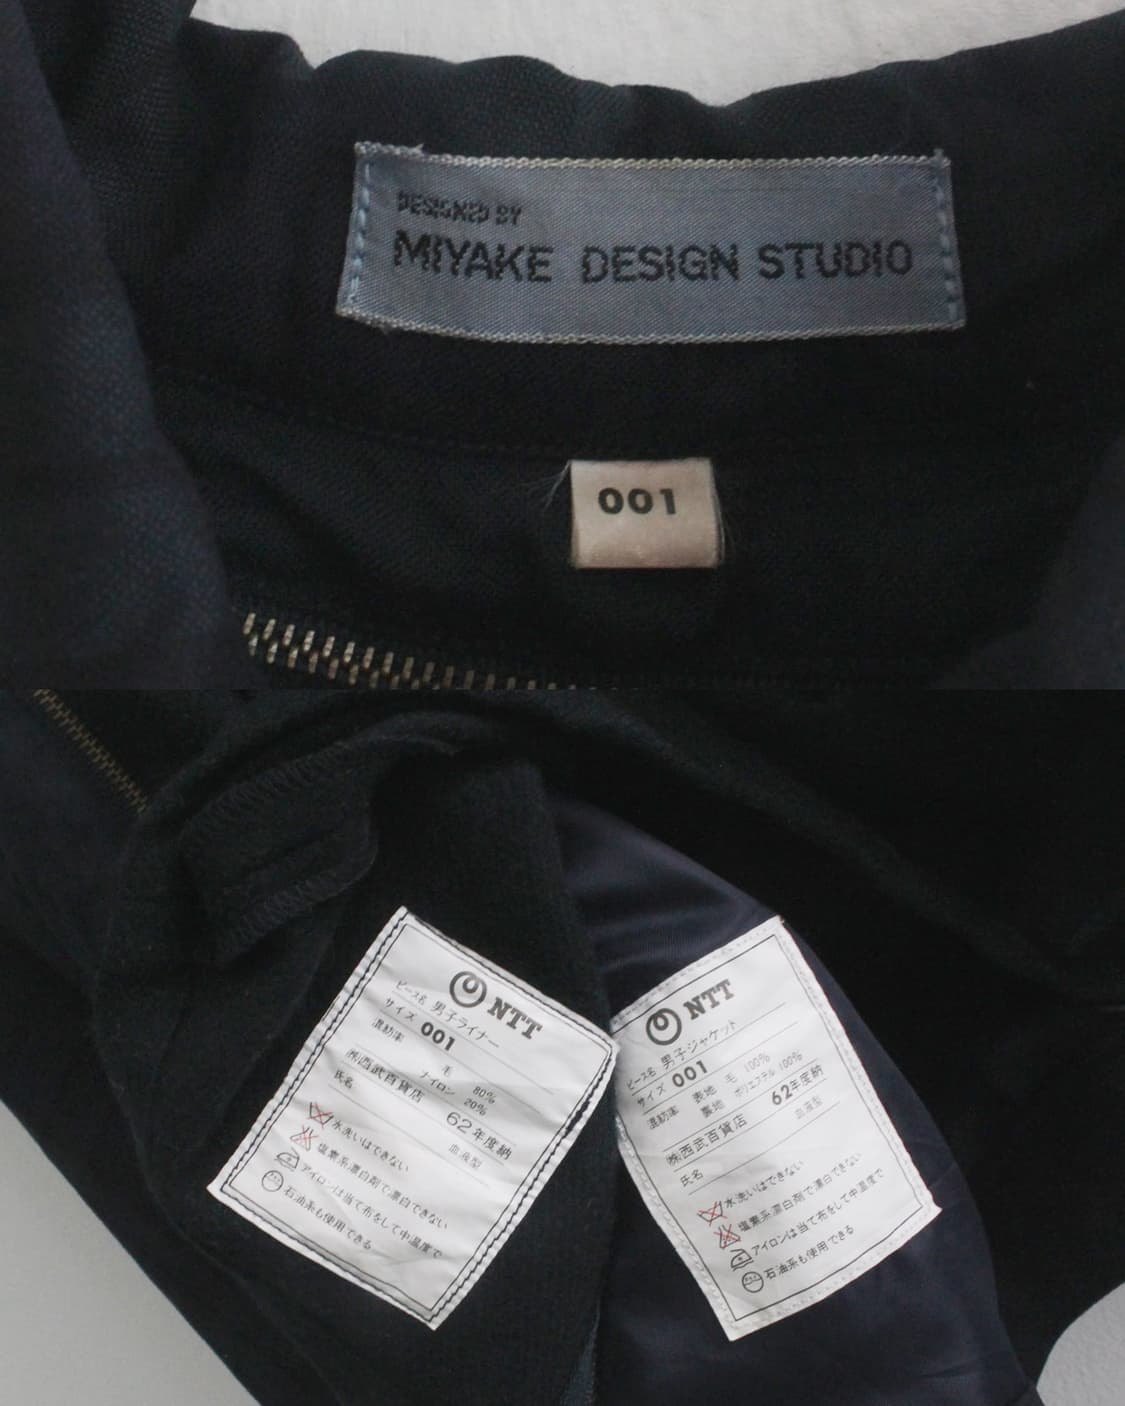 DESIGNED BY
MIYAKE DESIGN STUDIO
001
NTT
ピース名 男子ライナー
サイズ 001
混紡率 毛 80%
ナイロン 20%
㈱西武百貨店 62年度納
氏名 血液型
水洗いはできない
塩素系漂白剤で漂白できない
アイロンは当て布をして中温度で
石油系も使用できる
NTT
ピース名 男子ジャケット
サイズ 001
混紡率 表地 毛 100%
裏地 ポリエステル 100%
㈱西武百貨店 62年度納
氏名 血液型
水洗いはできない
塩素系漂白剤で漂白できない
アイロンは当て布をして中温度で
石油系も使用できる